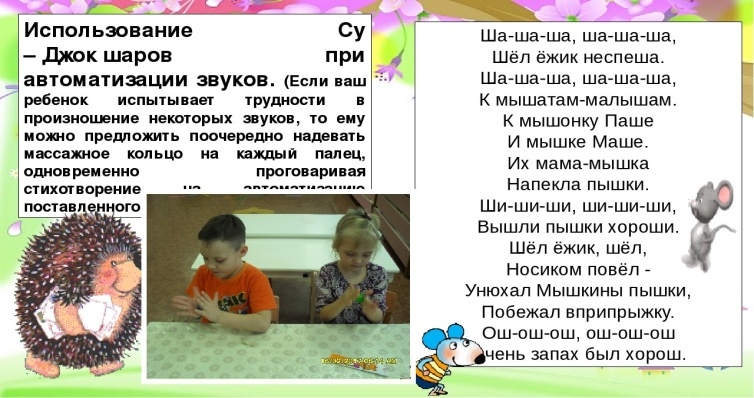 Использование Су
– Джок шаров при
автоматизации звуков. (Если ваш
ребенок испытывает трудности в
произношение некоторых звуков, то ему
можно предложить поочередно надевать
массажное кольцо на каждый палец,
одновременно проговаривая
стихотворение на автоматизацию
поставленного
Ша-ша-ша, ша-ша-ша,
Шёл ёжик неспеша.
Ша-ша-ша, ша-ша-ша,
К мышатам-малышам.
К мышонку Паше
И мышке Маше.
Их мама-мышка
Напекла пышки.
Ши-ши-ши, ши-ши-ши,
Вышли пышки хороши.
Шёл ёжик, шёл,
Носиком повёл -
Унюхал Мышкины пышки,
Побежал вприпрыжку.
Ош-ош-ош, ош-ош-ош
чень запах был хорош.